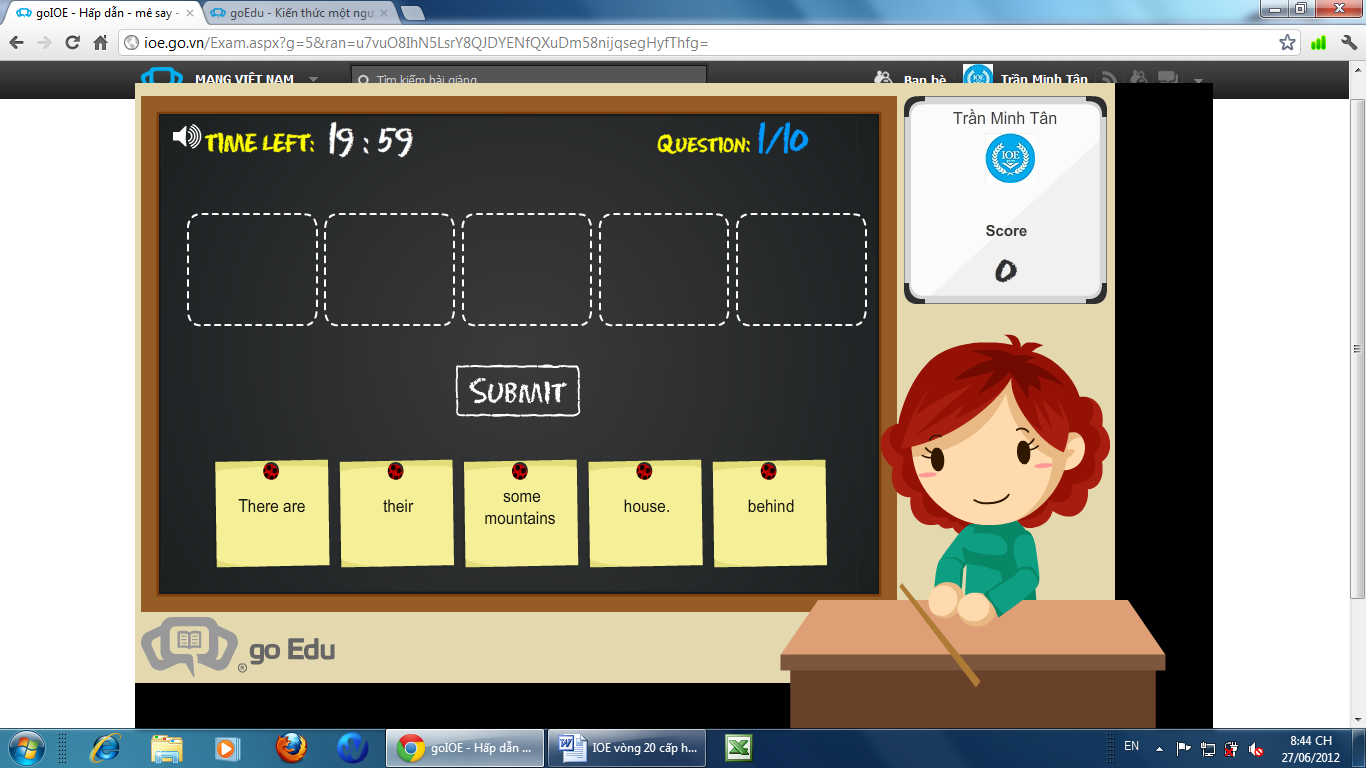 goIOE - Hấp dẫn - mê say -
goEdu - Kiến thức một ngư
ioe.go.vn/Exam.aspx?g=5&ran=u7vuO8IhN5LsrY8QJDYENfQXuDm58nijqsegHyfThfg=
MẠNG VIỆT NAM
Tìm kiếm bài giảng
Bạn bè
Trần Minh Tân
TIME LEFT: 19 : 59
QUESTION: 1/10
Trần Minh Tân
IOE
Score
0
SUBMIT
There are
their
some
mountains
house.
behind
go Edu
goIOE - Hấp dẫn ...
IOE vòng 20 cấp h...
EN
8:44 CH
27/06/2012